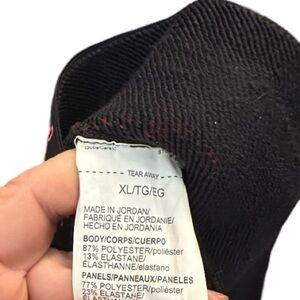 TEAR AWAY
XL/TG/EG
MADE IN JORDAN/
FABRIQUÉ EN JORDANIE/
HECHO EN JORDANIA
BODY/CORPS/CUERPO
87% POLYESTER/poliéster
13% ELASTANE/
ELASTHANNE/elastano
PANELS/PANNEAUX/PANELES
77% POLYESTER/poliéster
23% ELASTANE/